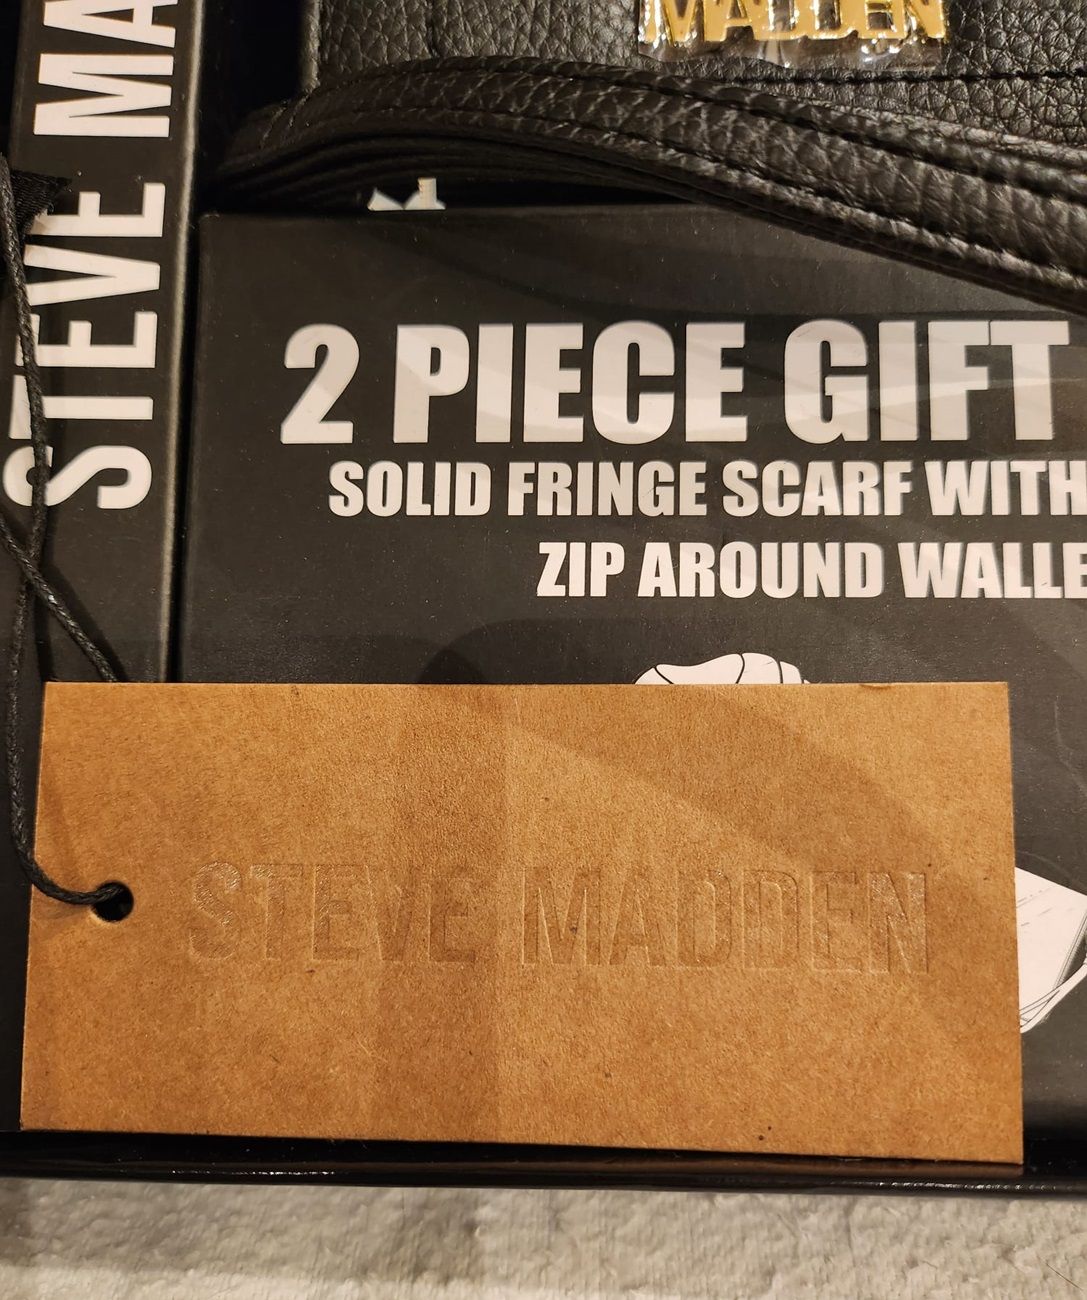 MADDEN
STEVE MA
2 PIECE GIFT
SOLID FRINGE SCARF WITH
ZIP AROUND WALLE
STEVE MADDEN